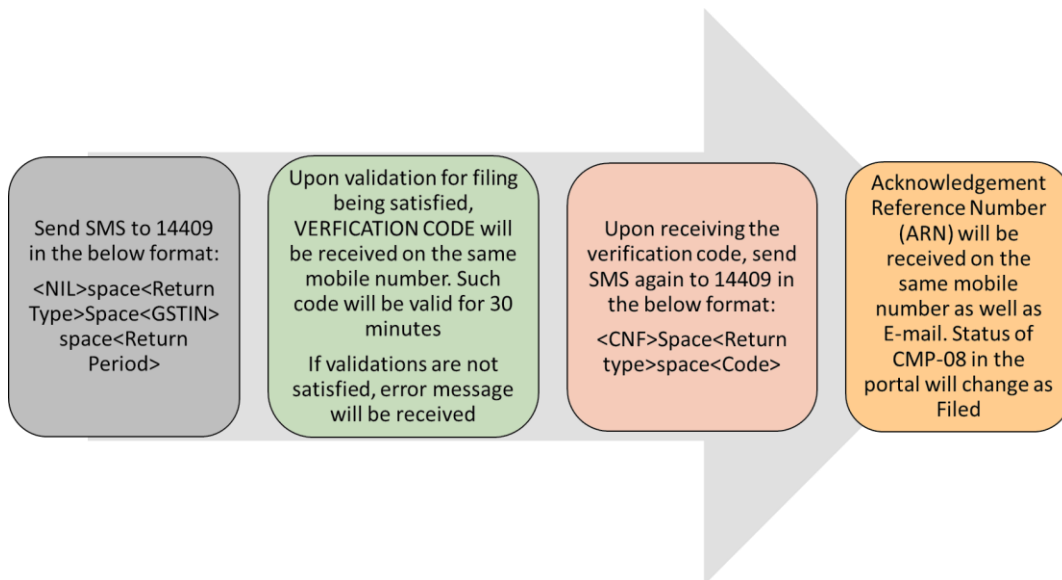 Send SMS to 14409
in the below format:
<NIL>space<Return
Type>Space<GSTIN>
space<Return
Period>
Upon validation for filing
being satisfied,
VERFICATION CODE will
be received on the same
mobile number. Such
code will be valid for 30
minutes
If validations are not
satisfied, error message
will be received
Upon receiving the
verification code, send
SMS again to 14409 in
the below format:
<CNF>Space<Return
type>space<Code>
Acknowledgement
Reference Number
(ARN) will be
received on the
same mobile
number as well as
E-mail. Status of
CMP-08 in the
portal will change as
Filed